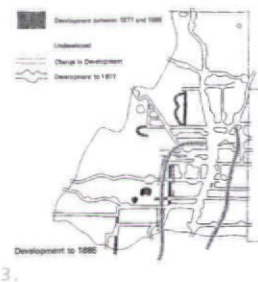 Development between 1877 and 1886
Undeveloped
Change in Development
Development to 1877
Development to 1886
3.